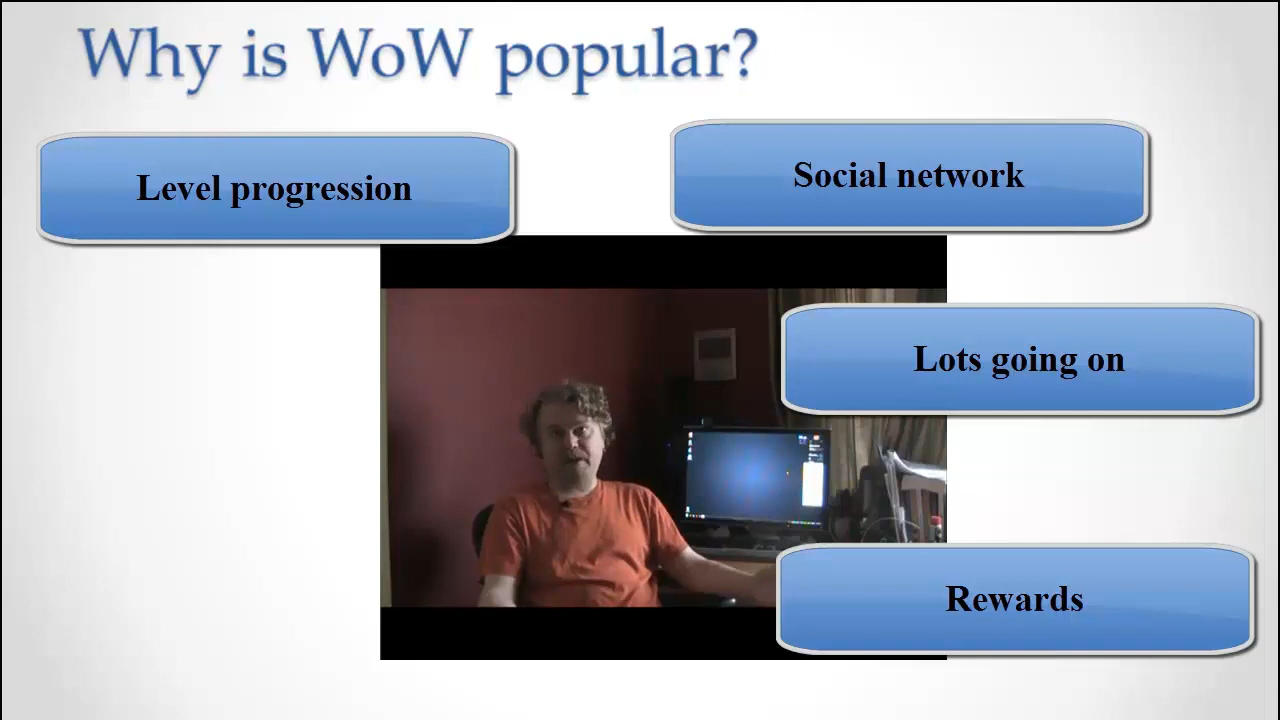 Why is WoW popular?
Level progression
Social network
Lots going on
Rewards